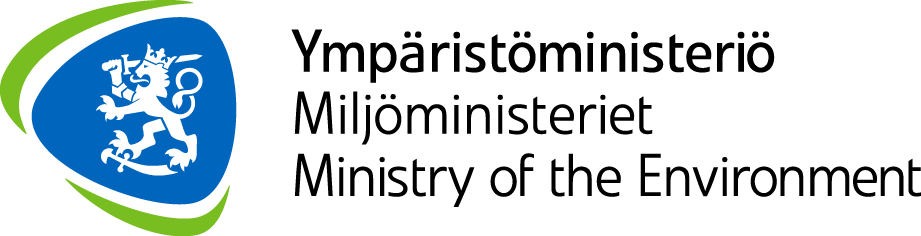 Ympäristöministeriö
Miljöministeriet
Ministry of the Environment